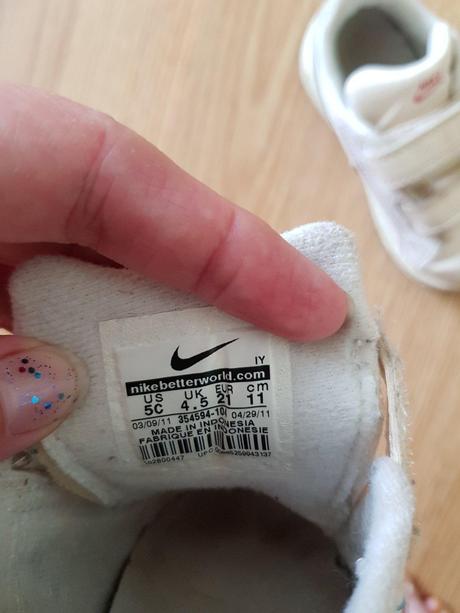 IY
nikebetterworld.com
US UK EUR cm
5C 4.5 21 11
03/09/11 354594-10 04/29/11
MADE IN INDONESIA
FABRIQUE EN INDONESIE